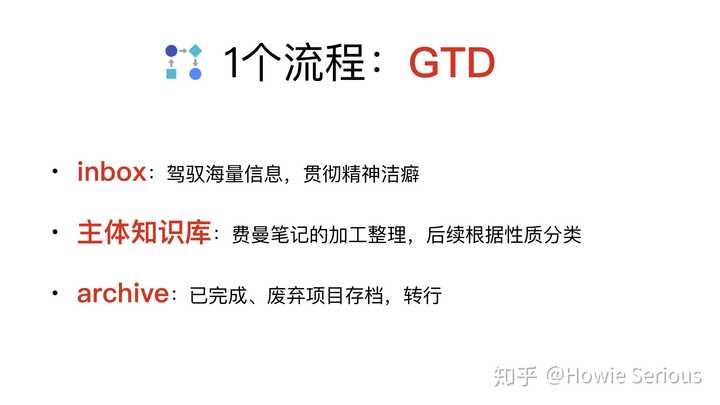 1个流程：GTD
• inbox：驾驭海量信息，贯彻精神洁癖
• 主体知识库：费曼笔记的加工整理，后续根据性质分类
• archive：已完成、废弃项目存档，转行
知乎 @Howie Serious